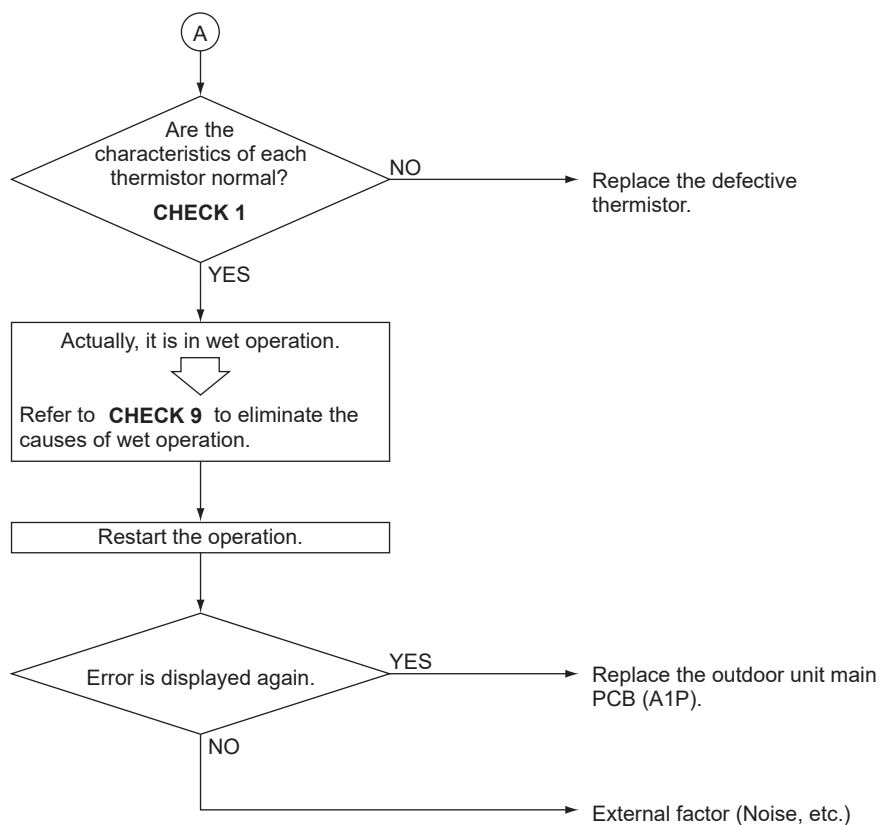 A
Are the
characteristics of each
thermistor normal?
CHECK 1
NO
Replace the defective
thermistor.
YES
Actually, it is in wet operation.
Refer to CHECK 9 to eliminate the
causes of wet operation.
Restart the operation.
Error is displayed again.
YES
Replace the outdoor unit main
PCB (A1P).
NO
External factor (Noise, etc.)